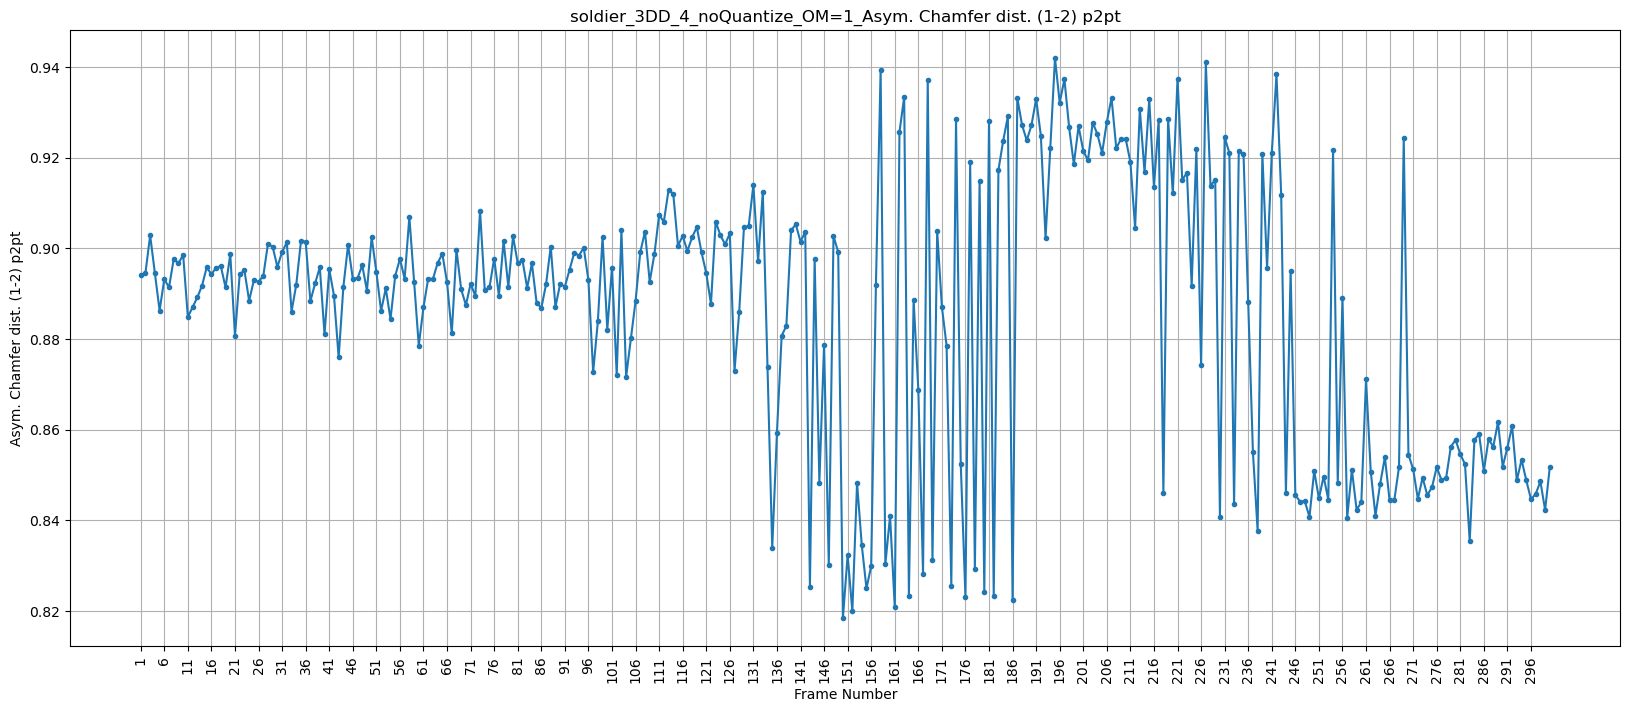 soldier_3DD_4_noQuantize_OM=1_Asym. Chamfer dist. (1-2) p2pt
Asym. Chamfer dist. (1-2) p2pt
0.94
0.92
0.90
0.88
0.86
0.84
0.82
1 6 11 16 21 26 31 36 41 46 51 56 61 66 71 76 81 86 91 96 101 106 111 116 121 126 131 136 141 146 151 156 161 166 171 176 181 186 191 196 201 206 211 216 221 226 231 236 241 246 251 256 261 266 271 276 281 286 291 296
Frame Number